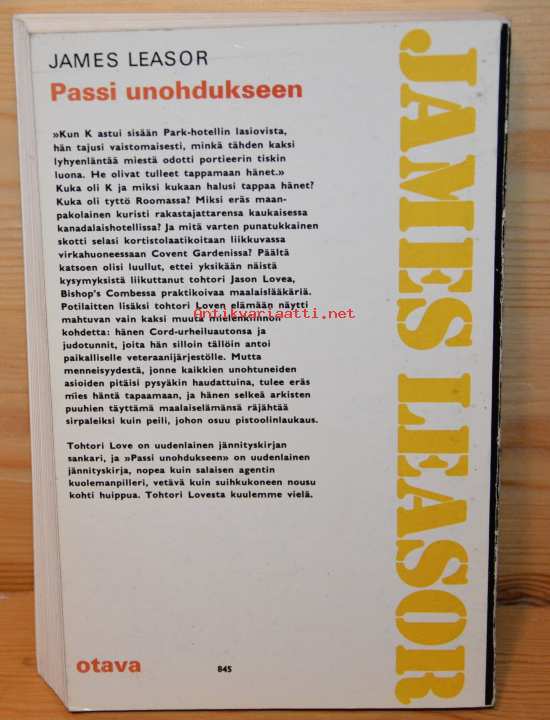 JAMES LEASOR
Passi unohdukseen
»Kun K astui sisään Park-hotellin lasiovista,
hän tajusi vaistomaisesti, minkä tähden kaksi
lyhyenläntää miestä odotti portieerin tiskin
luona. He olivat tulleet tappamaan hänet.»
Kuka oli K ja miksi kukaan halusi tappaa hänet?
Kuka oli tyttö Roomassa? Miksi eräs maan-
pakolainen kuristi rakastajattarensa kaukaisessa
kanadalaishotellissa? Ja mitä varten punatukkainen
skotti selasi kortistolaatikoitaan liikkuvassa
virkahuoneessaan Covent Gardenissa? Päältä
katsoen olisi luullut, ettei yksikään näistä
kysymyksistä liikuttanut tohtori Jason Lovea,
Bishop's Combessa praktikoivaa maalaislääkäriä.
Potilaitten lisäksi tohtori Loven elämään näytti
mahtuvan vain kaksi muuta mielenkiinnon
kohdetta: hänen Cord-urheiluautonsa ja
judotunnit, joita hän silloin tällöin antoi
paikalliselle veteraanijärjestölle. Mutta
menneisyydestä, jonne kaikkien unohtuneiden
asioiden pitäisi pysyäkin haudattuina, tulee eräs
mies häntä tapaamaan, ja hänen selkeä arkisten
puuhien täyttämä maalaiselämänsä räjähtää
sirpaleiksi kuin peili, johon osuu pistoolinlaukaus.
Tohtori Love on uudenlainen jännityskirjan
sankari, ja »Passi unohdukseen» on uudenlainen
jännityskirja, nopea kuin salaisen agentin
kuolemanpilleri, vetävä kuin suihkukoneen nousu
kohti huippua. Tohtori Lovesta kuulemme vielä.
otava
845
JAMES LEASOR
Antikvariaatti.net